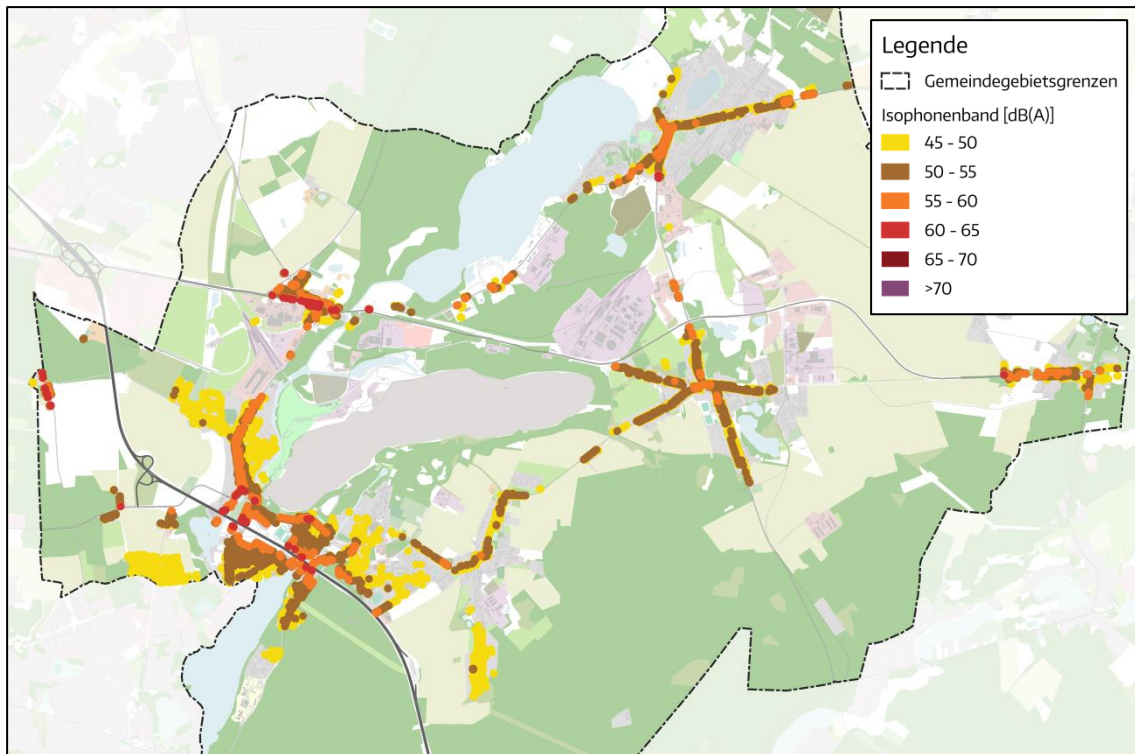 Legende
Gemeindegebietsgrenzen
Isophonenband [dB(A)]
45 - 50
50 - 55
55 - 60
60 - 65
65 - 70
>70